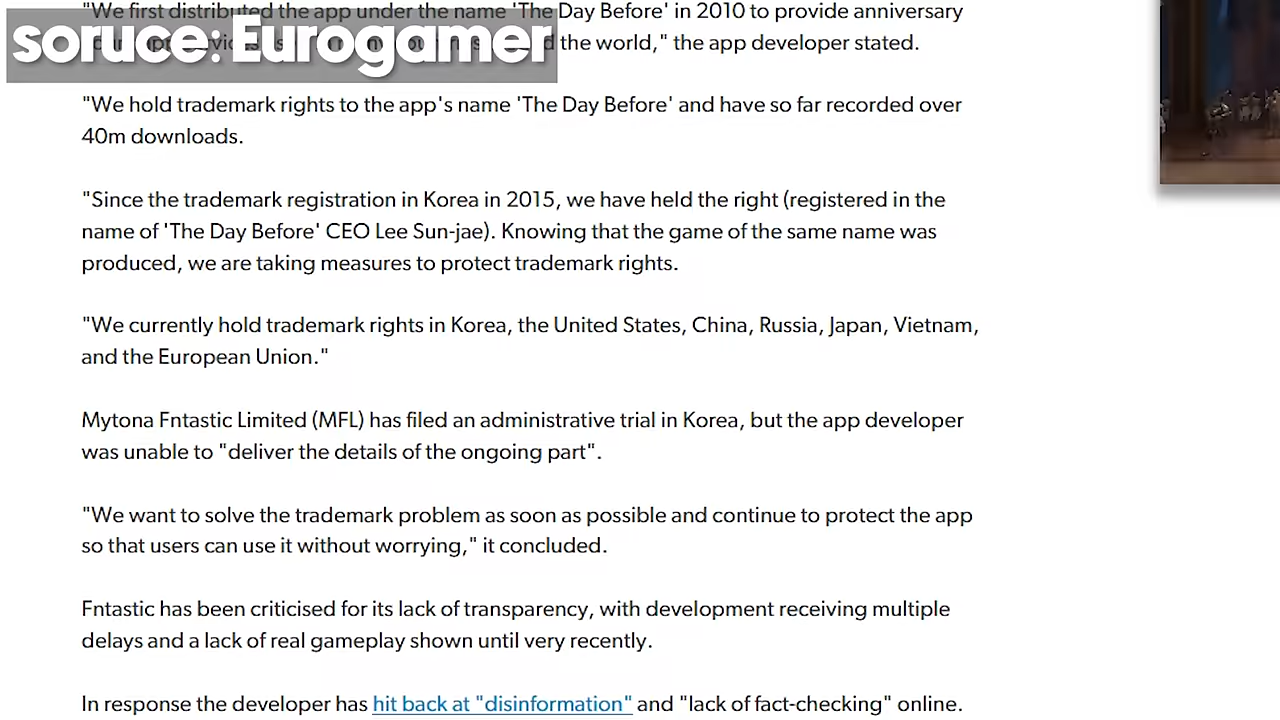 "We first distributed the app under the name 'The Day Before' in 2010 to provide anniversary
soruce: Eurogamer
the world," the app developer stated.
"We hold trademark rights to the app's name 'The Day Before' and have so far recorded over
40m downloads.
"Since the trademark registration in Korea in 2015, we have held the right (registered in the
name of 'The Day Before' CEO Lee Sun-jae). Knowing that the game of the same name was
produced, we are taking measures to protect trademark rights.
"We currently hold trademark rights in Korea, the United States, China, Russia, Japan, Vietnam,
and the European Union."
Mytona Fntastic Limited (MFL) has filed an administrative trial in Korea, but the app developer
was unable to "deliver the details of the ongoing part".
"We want to solve the trademark problem as soon as possible and continue to protect the app
so that users can use it without worrying," it concluded.
Fntastic has been criticised for its lack of transparency, with development receiving multiple
delays and a lack of real gameplay shown until very recently.
In response the developer has hit back at "disinformation" and "lack of fact-checking" online.